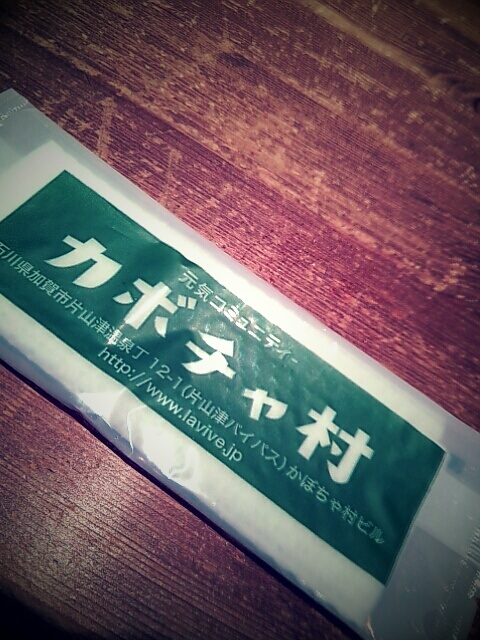 元気コミュニティー
カボチャ村
石川県加賀市片山津温泉丁12-1(片山津バイパス)かぼちゃ村ビル
http://www.lavive.jp